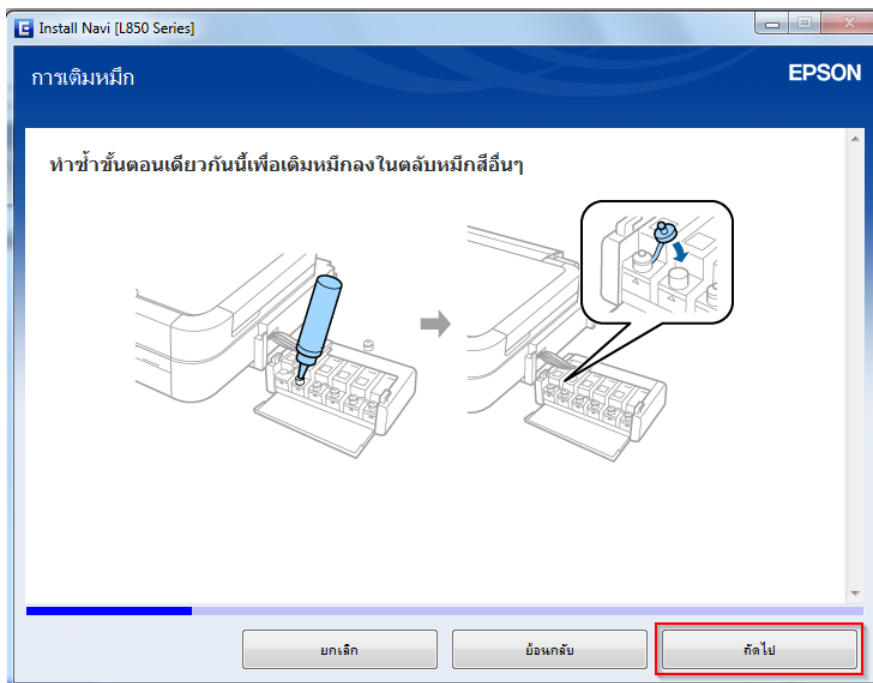 Install Navi [L850 Series]
การเติมหมึก
EPSON
ทำซ้ำขั้นตอนเดียวกันนี้เพื่อเติมหมึกลงในตลับหมึกสีอื่นๆ
ยกเลิก
ย้อนกลับ
ถัดไป